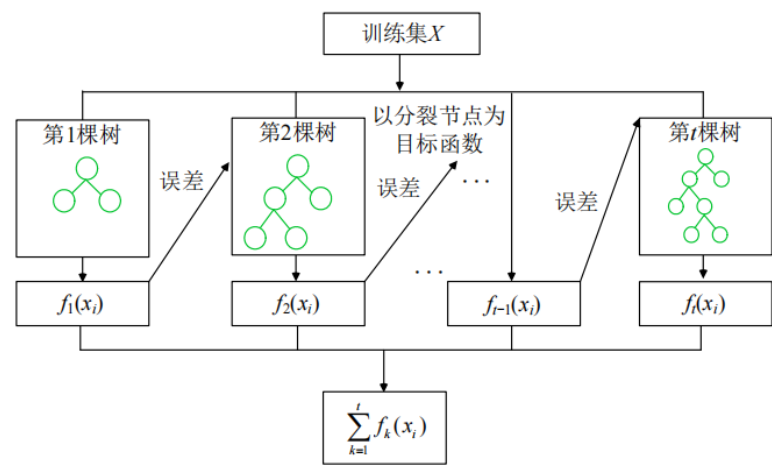 训练集X
第1棵树
第2棵树
以分裂节点为
目标函数
第t棵树
误差
误差
···
误差
···
f₁(xᵢ)
f₂(xᵢ)
fₜ₋₁(xᵢ)
fₜ(xᵢ)
∑ₖ₌₁ᵗ fₖ(xᵢ)